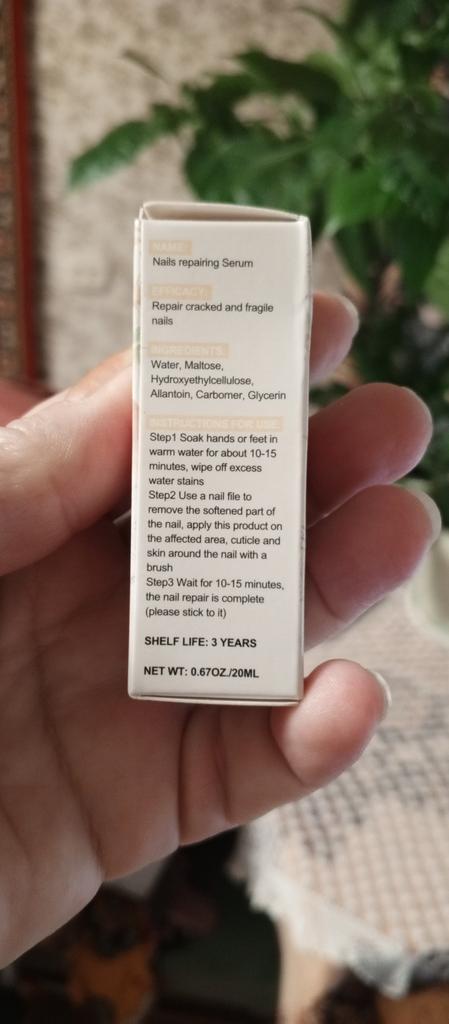 NAME:
Nails repairing Serum
EFFICACY:
Repair cracked and fragile
nails
INGREDIENTS:
Water, Maltose,
Hydroxyethylcellulose,
Allantoin, Carbomer, Glycerin
INSTRUCTIONS FOR USE:
Step1 Soak hands or feet in
warm water for about 10-15
minutes, wipe off excess
water stains
Step2 Use a nail file to
remove the softened part of
the nail, apply this product on
the affected area, cuticle and
skin around the nail with a
brush
Step3 Wait for 10-15 minutes,
the nail repair is complete
(please stick to it)
SHELF LIFE: 3 YEARS
NET WT: 0.67OZ./20ML